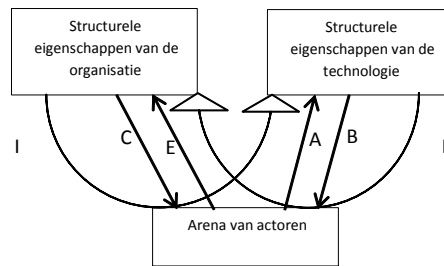 Structurele
eigenschappen van de
organisatie
Structurele
eigenschappen van de
technologie
I
C
E
A
B
Arena van actoren